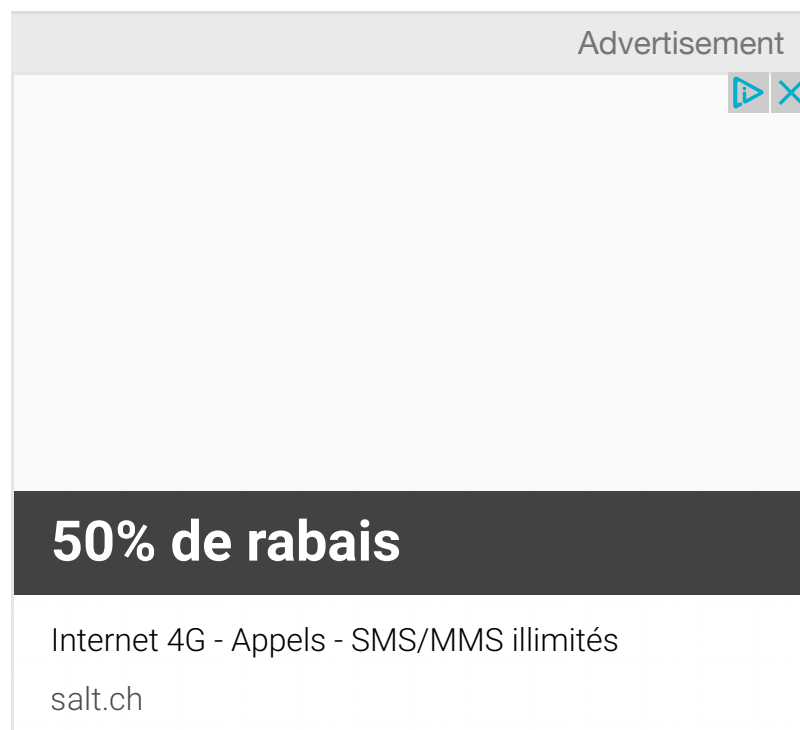 Advertisement
50% de rabais
Internet 4G - Appels - SMS/MMS illimités
salt.ch